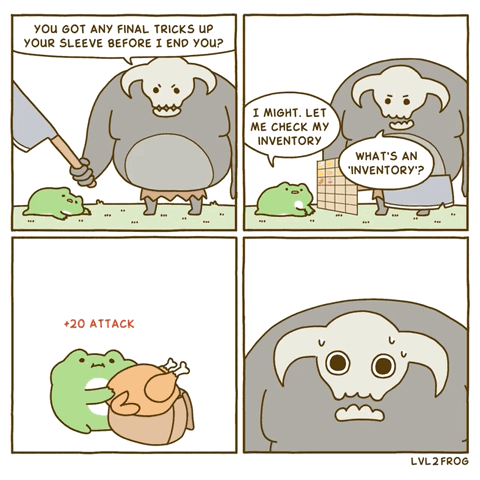 YOU GOT ANY FINAL TRICKS UP
YOUR SLEEVE BEFORE I END YOU?
I MIGHT. LET
ME CHECK MY
INVENTORY
WHAT'S AN
'INVENTORY'?
+20 ATTACK
LVL2FROG